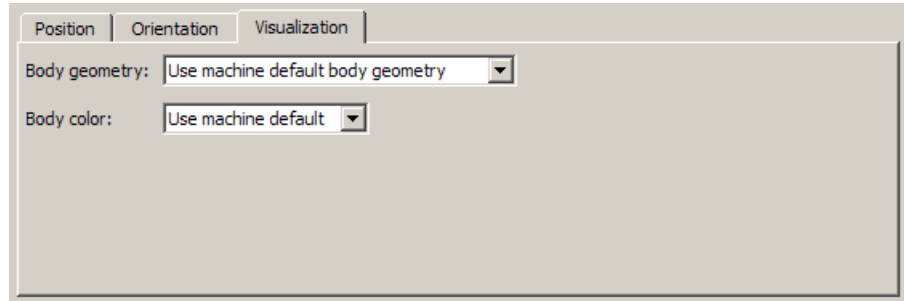 Position Orientation Visualization
Body geometry: Use machine default body geometry
Body color: Use machine default